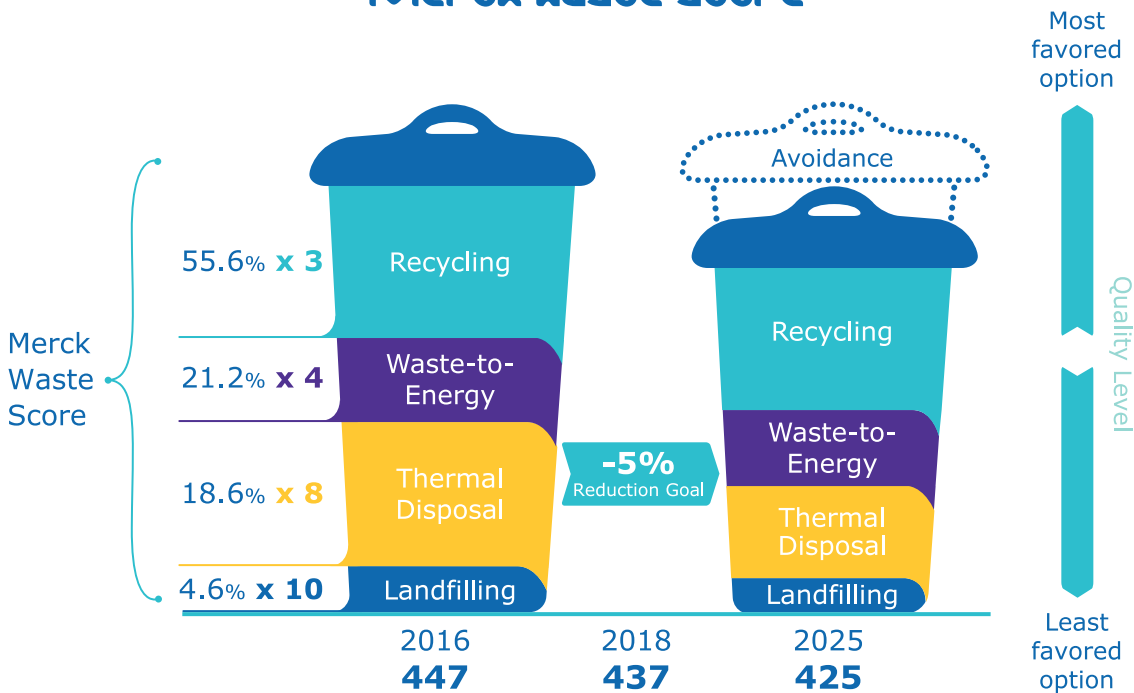 Most
favored
option
Avoidance
55.6% x 3
Recycling
Recycling
Merck
Waste
Score
21.2% x 4
Waste-to-
Energy
Quality Level
Waste-to-
Energy
18.6% x 8
Thermal
Disposal
-5%
Reduction Goal
Thermal
Disposal
4.6% x 10
Landfilling
Landfilling
2016
447
2018
437
2025
425
Least
favored
option